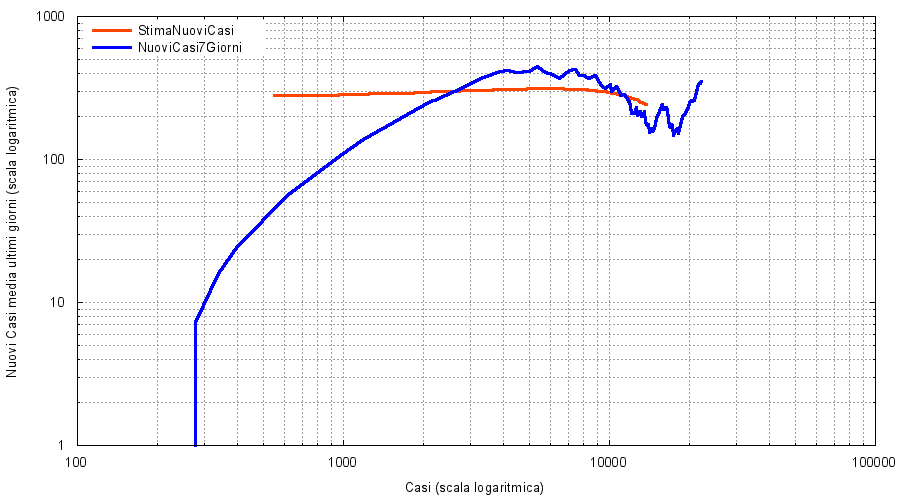 1000
StimaNuoviCasi
NuoviCasi7Giorni
100
10
1
Nuovi Casi media ultimi giorni (scala logaritmica)
100
1000
10000
100000
Casi (scala logaritmica)